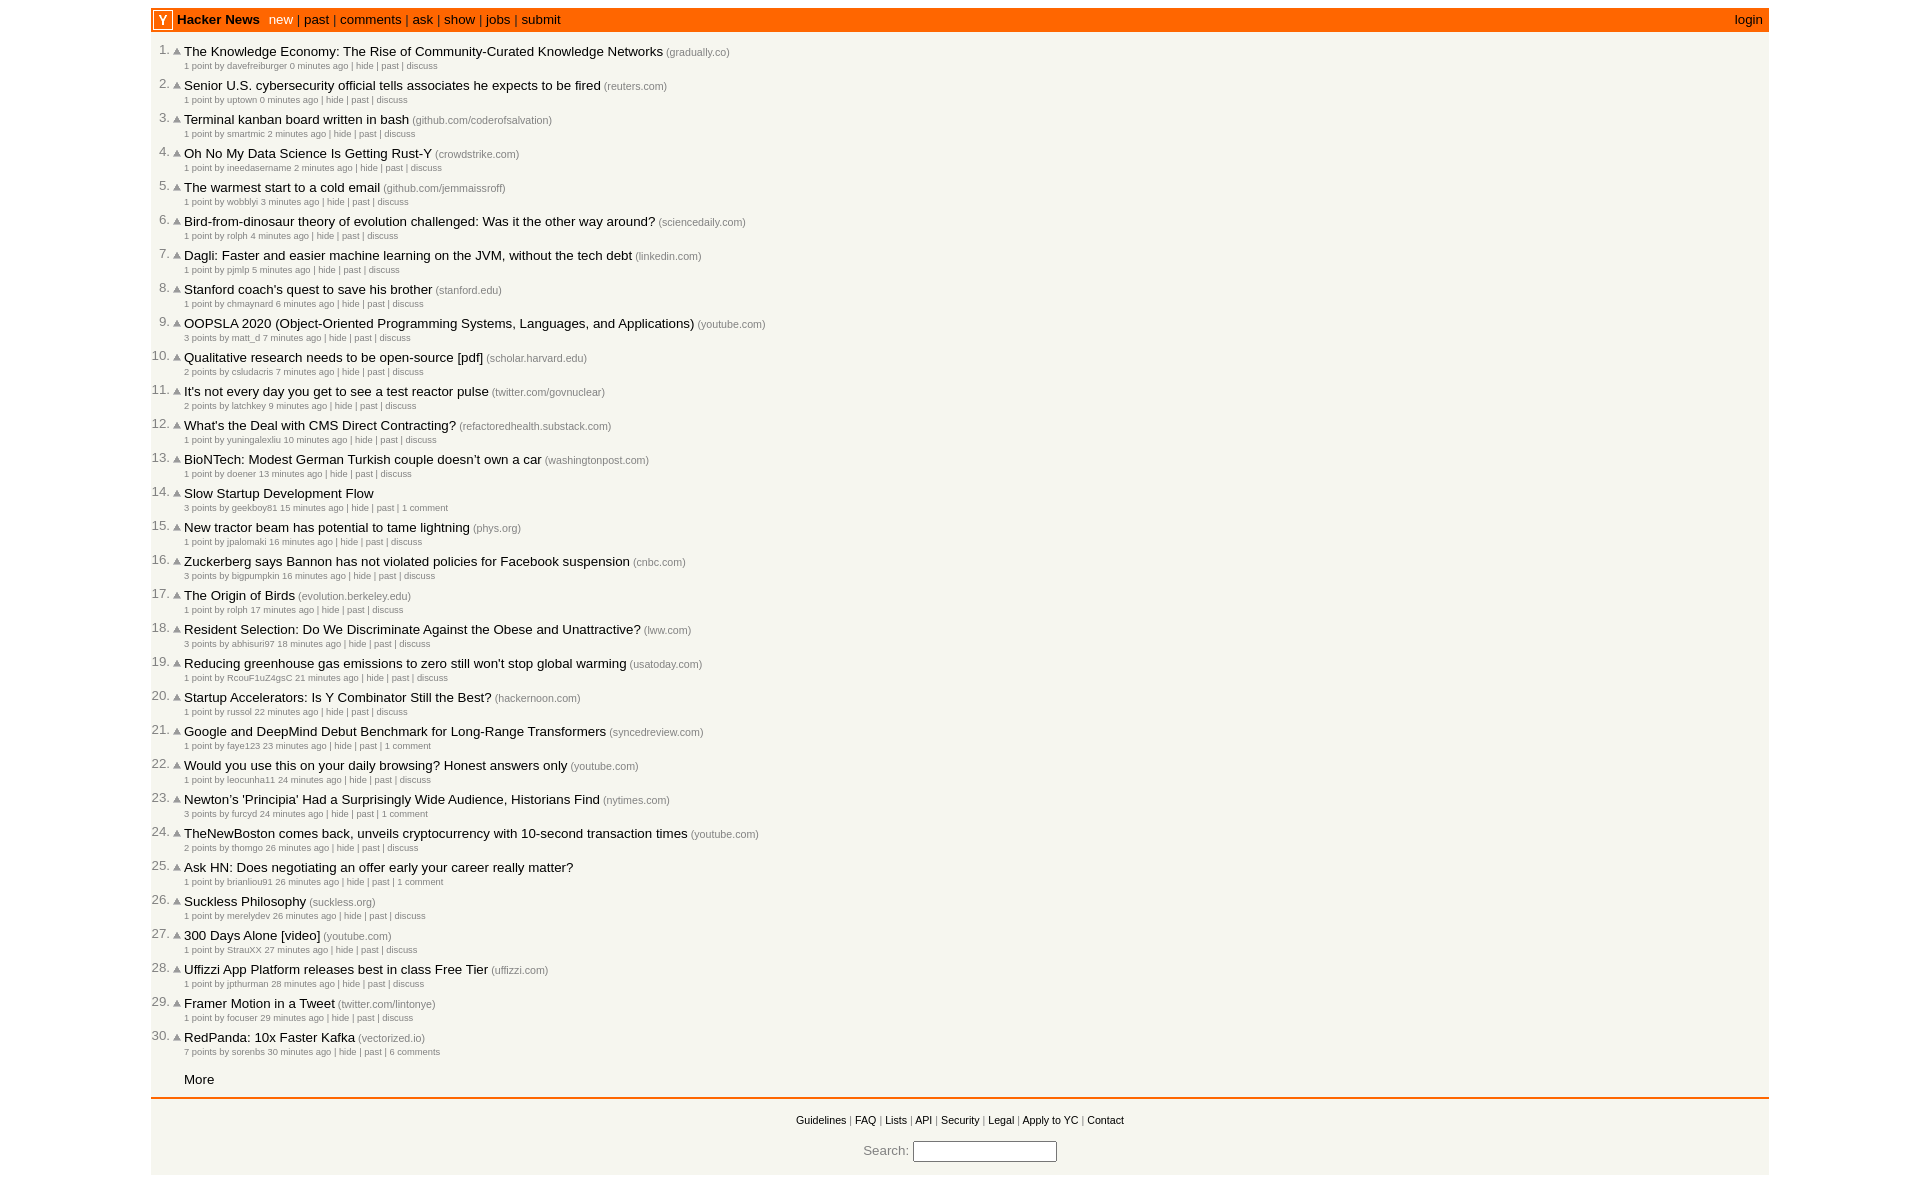 Y Hacker News new | past | comments | ask | show | jobs | submit login
1. The Knowledge Economy: The Rise of Community-Curated Knowledge Networks (gradually.co)
1 point by davefreiburger 0 minutes ago | hide | past | discuss
2. Senior U.S. cybersecurity official tells associates he expects to be fired (reuters.com)
1 point by uptown 0 minutes ago | hide | past | discuss
3. Terminal kanban board written in bash (github.com/coderofsalvation)
1 point by smartmic 2 minutes ago | hide | past | discuss
4. Oh No My Data Science Is Getting Rust-Y (crowdstrike.com)
1 point by ineedasername 2 minutes ago | hide | past | discuss
5. The warmest start to a cold email (github.com/jemmaissroff)
1 point by wobblyi 3 minutes ago | hide | past | discuss
6. Bird-from-dinosaur theory of evolution challenged: Was it the other way around? (sciencedaily.com)
1 point by rolph 4 minutes ago | hide | past | discuss
7. Dagli: Faster and easier machine learning on the JVM, without the tech debt (linkedin.com)
1 point by pjmlp 5 minutes ago | hide | past | discuss
8. Stanford coach's quest to save his brother (stanford.edu)
1 point by chmaynard 6 minutes ago | hide | past | discuss
9. OOPSLA 2020 (Object-Oriented Programming Systems, Languages, and Applications) (youtube.com)
3 points by matt_d 7 minutes ago | hide | past | discuss
10. Qualitative research needs to be open-source [pdf] (scholar.harvard.edu)
2 points by csludacris 7 minutes ago | hide | past | discuss
11. It's not every day you get to see a test reactor pulse (twitter.com/govnuclear)
2 points by latchkey 9 minutes ago | hide | past | discuss
12. What's the Deal with CMS Direct Contracting? (refactoredhealth.substack.com)
1 point by yuningalexliu 10 minutes ago | hide | past | discuss
13. BioNTech: Modest German Turkish couple doesn’t own a car (washingtonpost.com)
1 point by doener 13 minutes ago | hide | past | discuss
14. Slow Startup Development Flow
3 points by geekboy81 15 minutes ago | hide | past | 1 comment
15. New tractor beam has potential to tame lightning (phys.org)
1 point by jpalomaki 16 minutes ago | hide | past | discuss
16. Zuckerberg says Bannon has not violated policies for Facebook suspension (cnbc.com)
3 points by bigpumpkin 16 minutes ago | hide | past | discuss
17. The Origin of Birds (evolution.berkeley.edu)
1 point by rolph 17 minutes ago | hide | past | discuss
18. Resident Selection: Do We Discriminate Against the Obese and Unattractive? (lww.com)
3 points by abhisuri97 18 minutes ago | hide | past | discuss
19. Reducing greenhouse gas emissions to zero still won't stop global warming (usatoday.com)
1 point by RcouF1uZ4gsC 21 minutes ago | hide | past | discuss
20. Startup Accelerators: Is Y Combinator Still the Best? (hackernoon.com)
1 point by russol 22 minutes ago | hide | past | discuss
21. Google and DeepMind Debut Benchmark for Long-Range Transformers (syncedreview.com)
1 point by faye123 23 minutes ago | hide | past | 1 comment
22. Would you use this on your daily browsing? Honest answers only (youtube.com)
1 point by leocunha11 24 minutes ago | hide | past | discuss
23. Newton’s 'Principia' Had a Surprisingly Wide Audience, Historians Find (nytimes.com)
3 points by furcyd 24 minutes ago | hide | past | 1 comment
24. TheNewBoston comes back, unveils cryptocurrency with 10-second transaction times (youtube.com)
2 points by thomgo 26 minutes ago | hide | past | discuss
25. Ask HN: Does negotiating an offer early your career really matter?
1 point by brianliou91 26 minutes ago | hide | past | 1 comment
26. Suckless Philosophy (suckless.org)
1 point by merelydev 26 minutes ago | hide | past | discuss
27. 300 Days Alone [video] (youtube.com)
1 point by StrauXX 27 minutes ago | hide | past | discuss
28. Uffizzi App Platform releases best in class Free Tier (uffizzi.com)
1 point by jpthurman 28 minutes ago | hide | past | discuss
29. Framer Motion in a Tweet (twitter.com/lintonye)
1 point by focuser 29 minutes ago | hide | past | discuss
30. RedPanda: 10x Faster Kafka (vectorized.io)
7 points by sorenbs 30 minutes ago | hide | past | 6 comments
More
Guidelines | FAQ | Lists | API | Security | Legal | Apply to YC | Contact
Search: